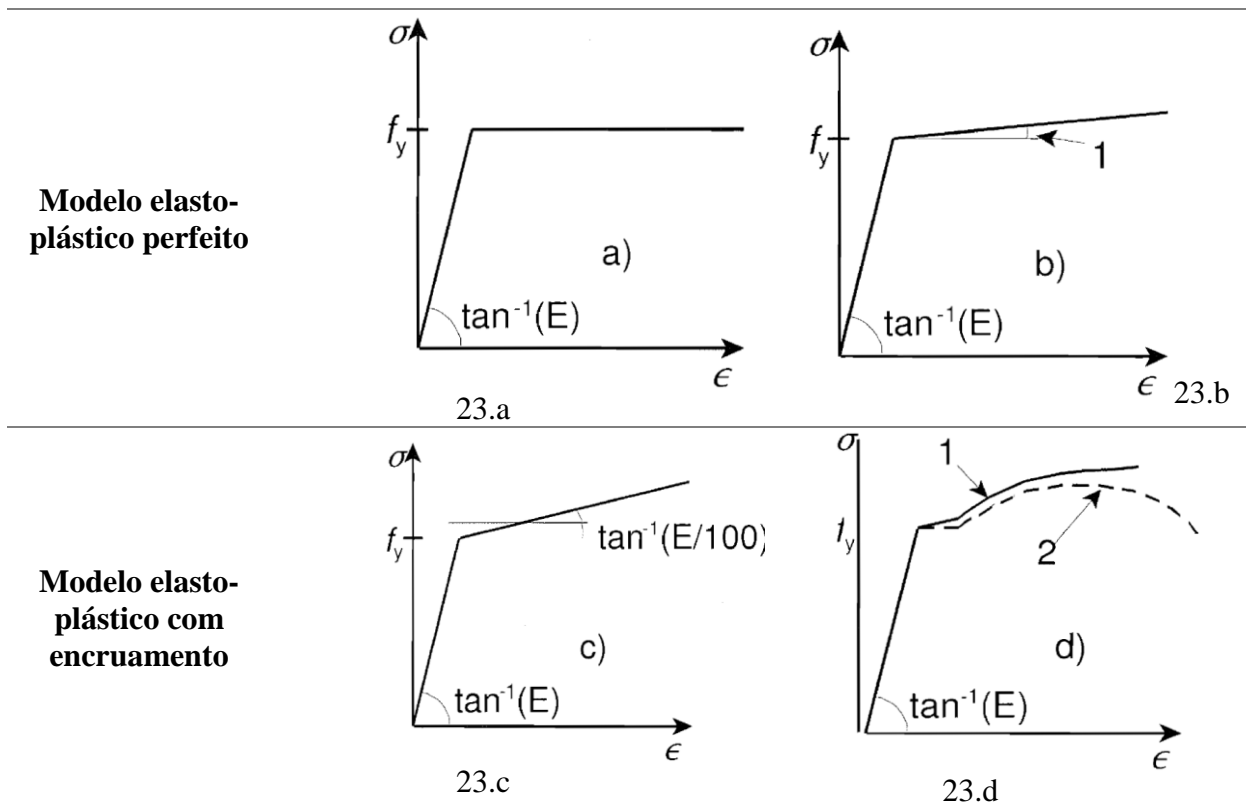 Modelo elasto-
plástico perfeito
σ
f_y
a)
tan⁻¹(E)
ϵ
23.a
σ
f_y
1
b)
tan⁻¹(E)
ϵ
23.b
Modelo elasto-
plástico com
encruamento
σ
f_y
tan⁻¹(E/100)
c)
tan⁻¹(E)
ϵ
23.c
σ
1
f_y
2
d)
tan⁻¹(E)
ϵ
23.d